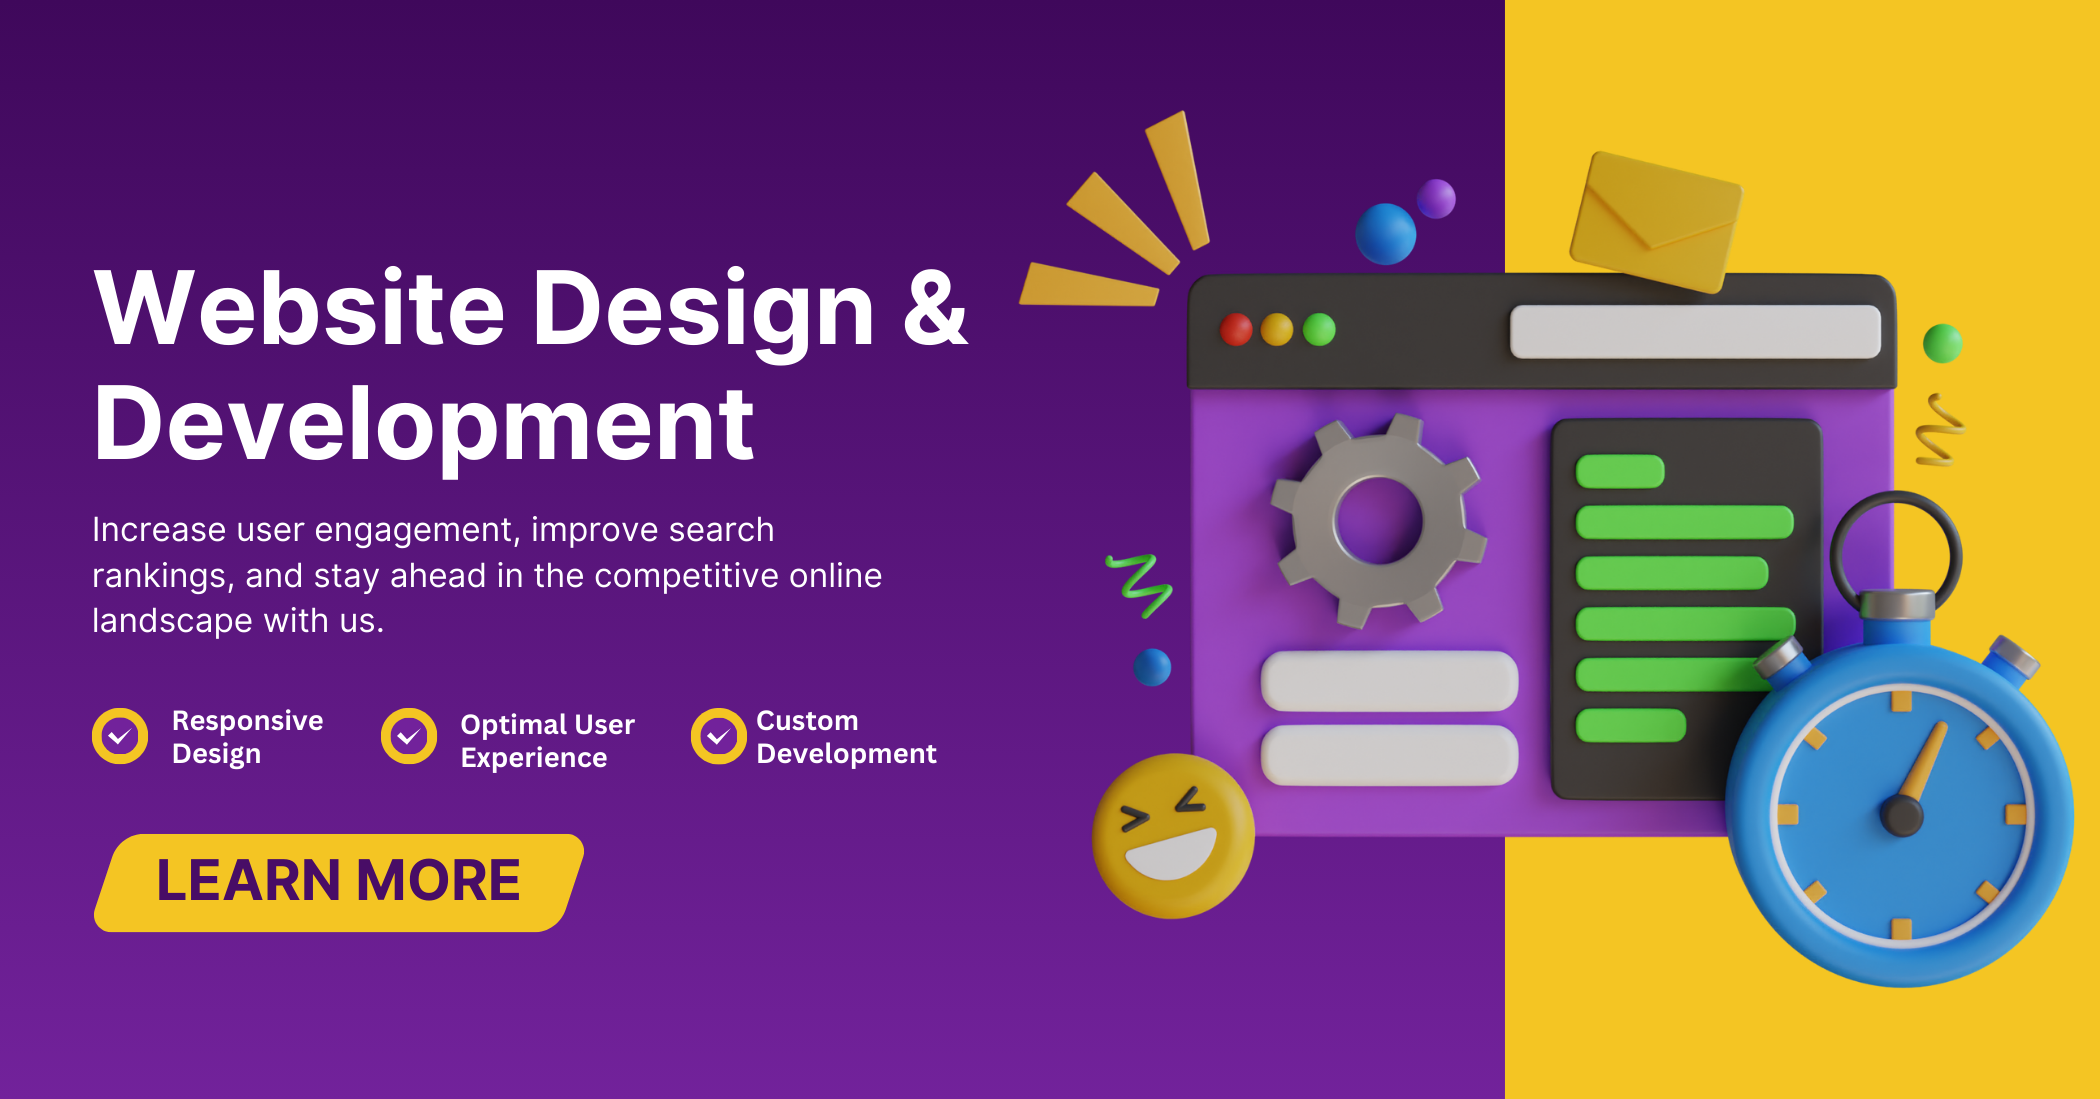 Website Design &
Development
Increase user engagement, improve search
rankings, and stay ahead in the competitive online
landscape with us.
Responsive
Design
Optimal User
Experience
Custom
Development
LEARN MORE